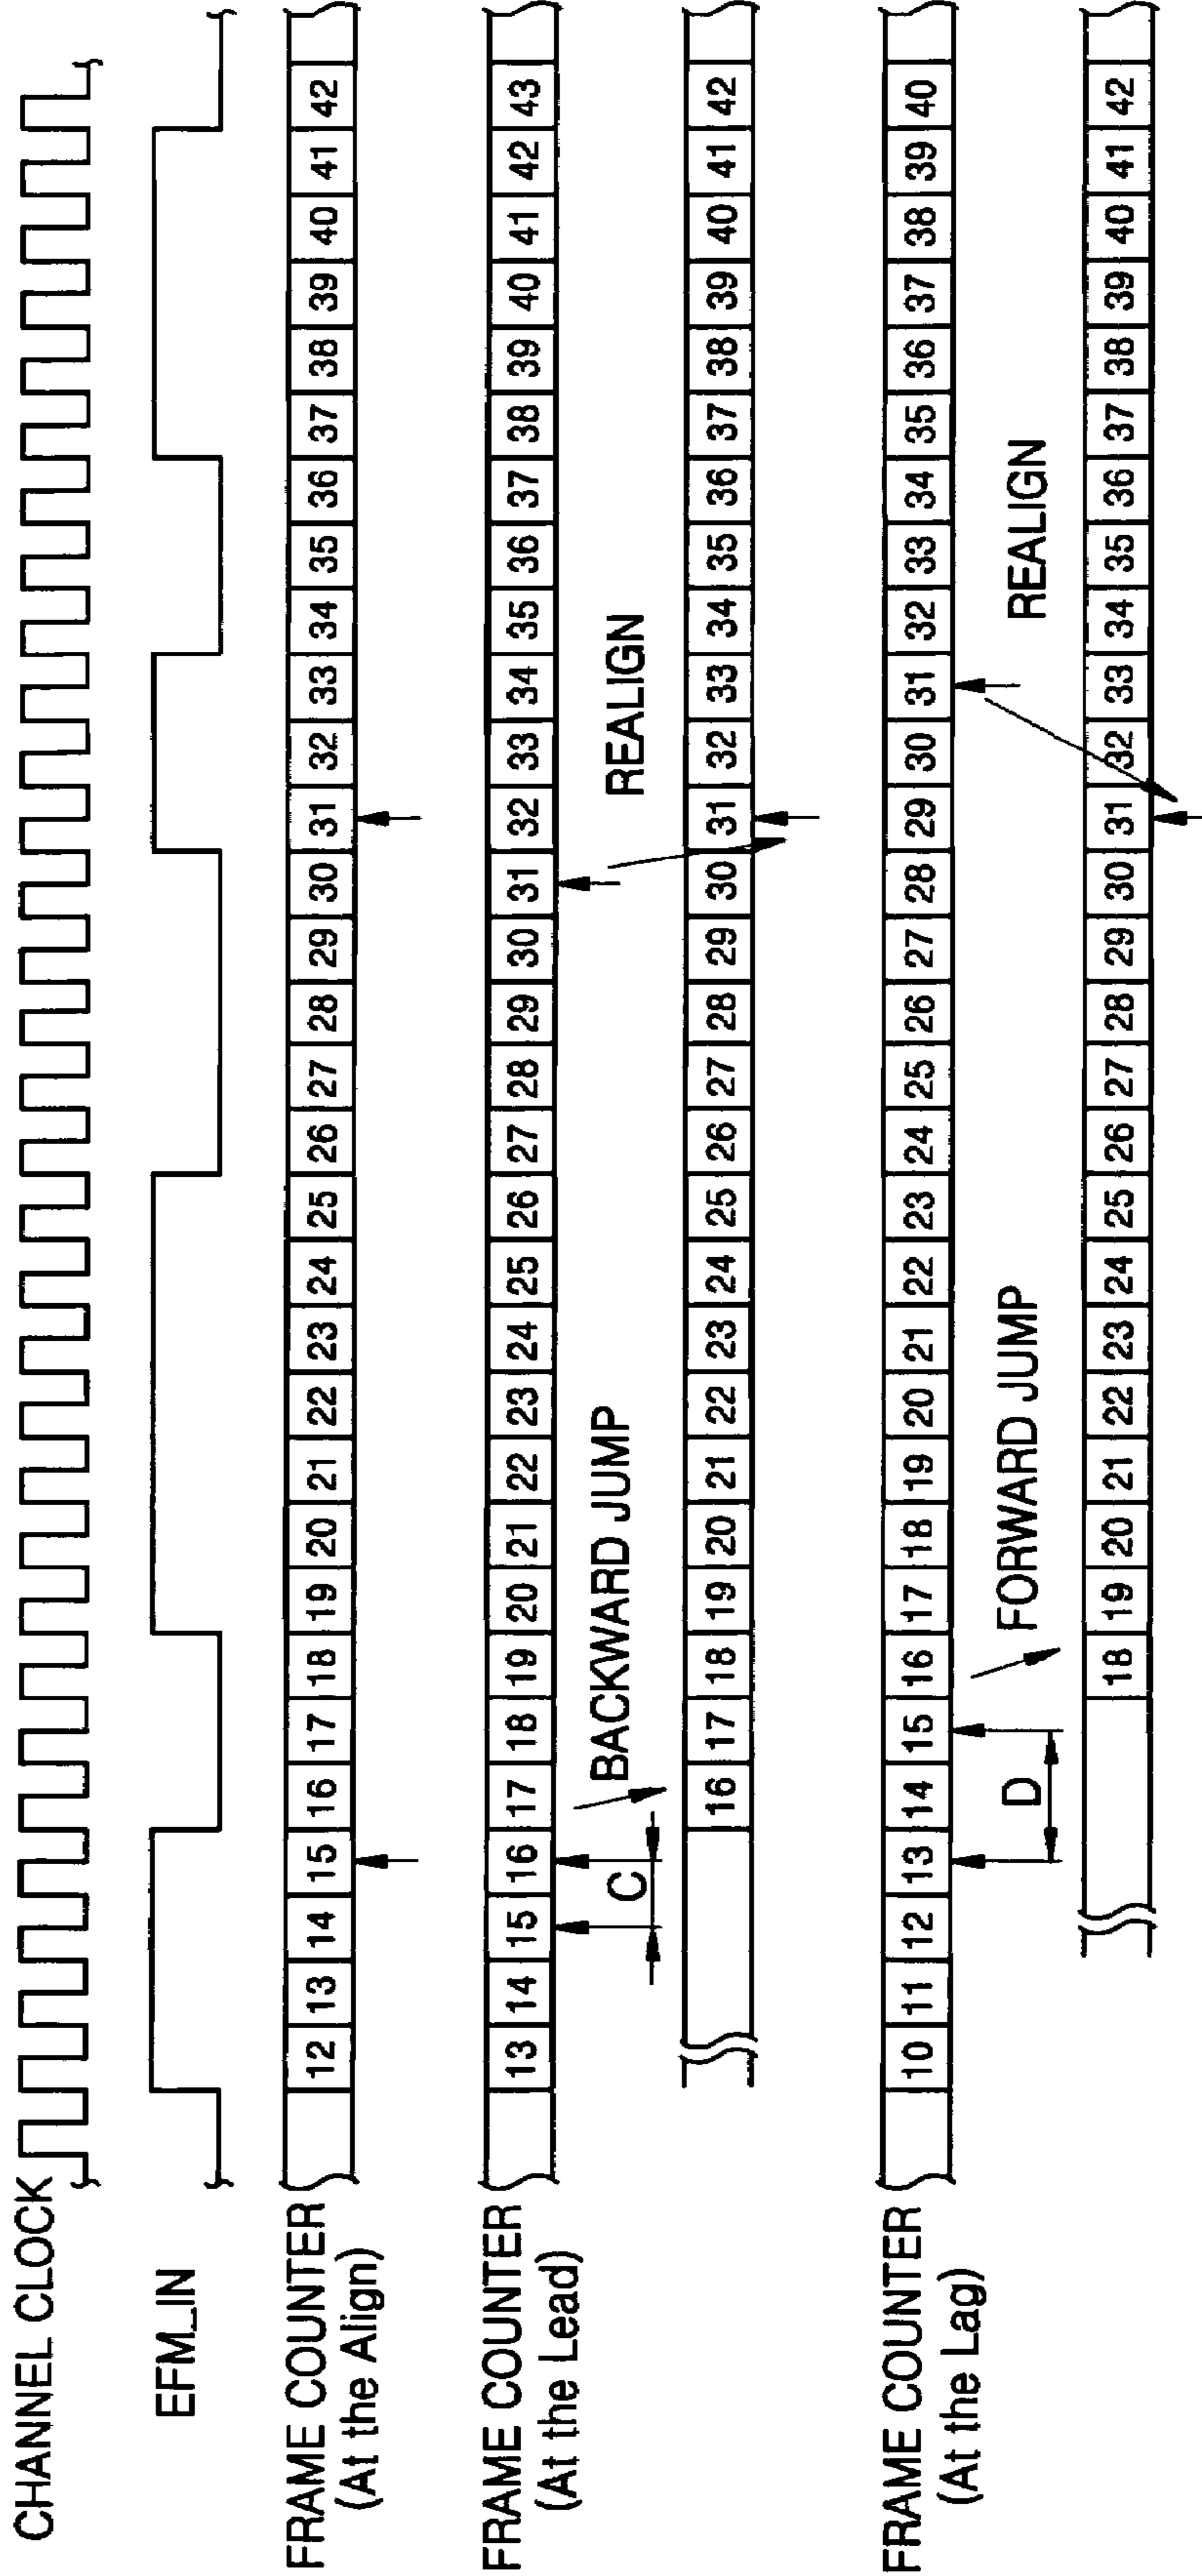 CHANNEL CLOCK
EFM_IN
FRAME COUNTER
(At the Align)
12 13 14 15 16 17 18 19 20 21 22 23 24 25 26 27 28 29 30 31 32 33 34 35 36 37 38 39 40 41 42
FRAME COUNTER
(At the Lead)
13 14 15 16 17 18 19 20 21 22 23 24 25 26 27 28 29 30 31 32 33 34 35 36 37 38 39 40 41 42 43
C
BACKWARD JUMP
REALIGN
16 17 18 19 20 21 22 23 24 25 26 27 28 29 30 31 32 33 34 35 36 37 38 39 40 41 42
FRAME COUNTER
(At the Lag)
10 11 12 13 14 15 16 17 18 19 20 21 22 23 24 25 26 27 28 29 30 31 32 33 34 35 36 37 38 39 40
D
FORWARD JUMP
REALIGN
18 19 20 21 22 23 24 25 26 27 28 29 30 31 32 33 34 35 36 37 38 39 40 41 42